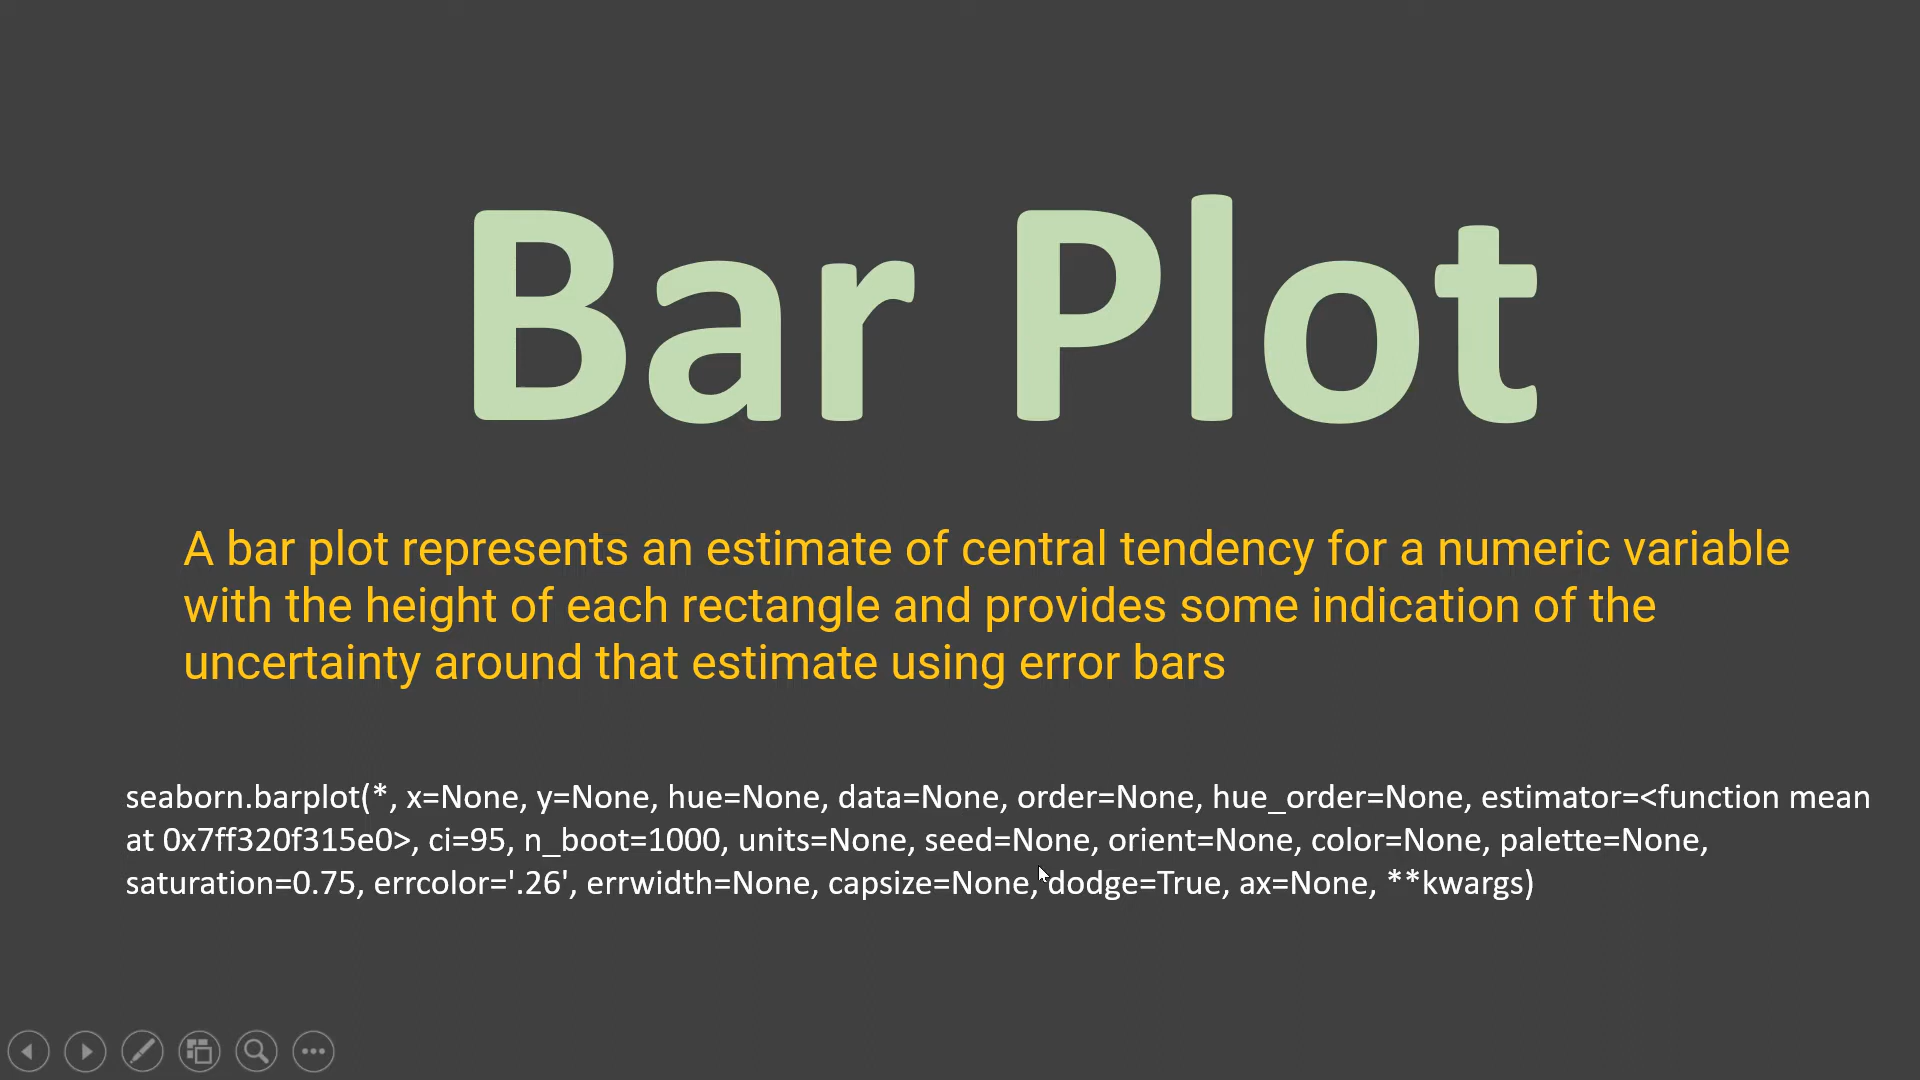 Bar Plot
A bar plot represents an estimate of central tendency for a numeric variable
with the height of each rectangle and provides some indication of the
uncertainty around that estimate using error bars
seaborn.barplot(*, x=None, y=None, hue=None, data=None, order=None, hue_order=None, estimator=<function mean
at 0x7ff320f315e0>, ci=95, n_boot=1000, units=None, seed=None, orient=None, color=None, palette=None,
saturation=0.75, errcolor='.26', errwidth=None, capsize=None, dodge=True, ax=None, **kwargs)